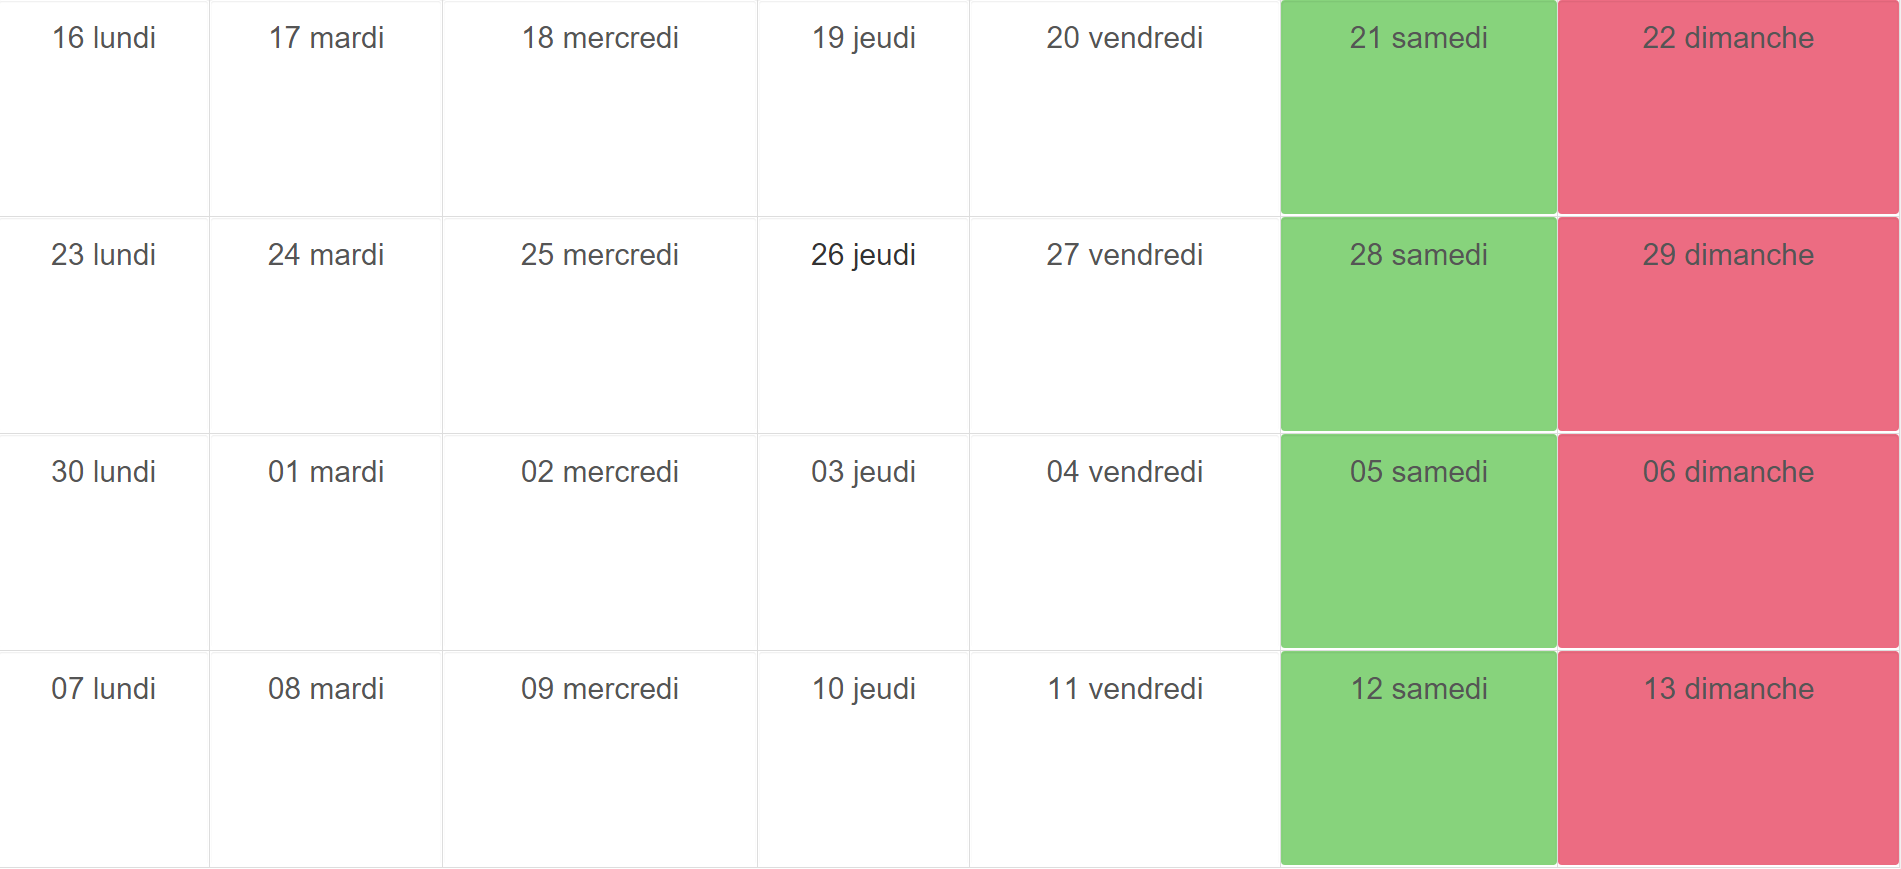 16 lundi 17 mardi 18 mercredi 19 jeudi 20 vendredi 21 samedi 22 dimanche
23 lundi 24 mardi 25 mercredi 26 jeudi 27 vendredi 28 samedi 29 dimanche
30 lundi 01 mardi 02 mercredi 03 jeudi 04 vendredi 05 samedi 06 dimanche
07 lundi 08 mardi 09 mercredi 10 jeudi 11 vendredi 12 samedi 13 dimanche